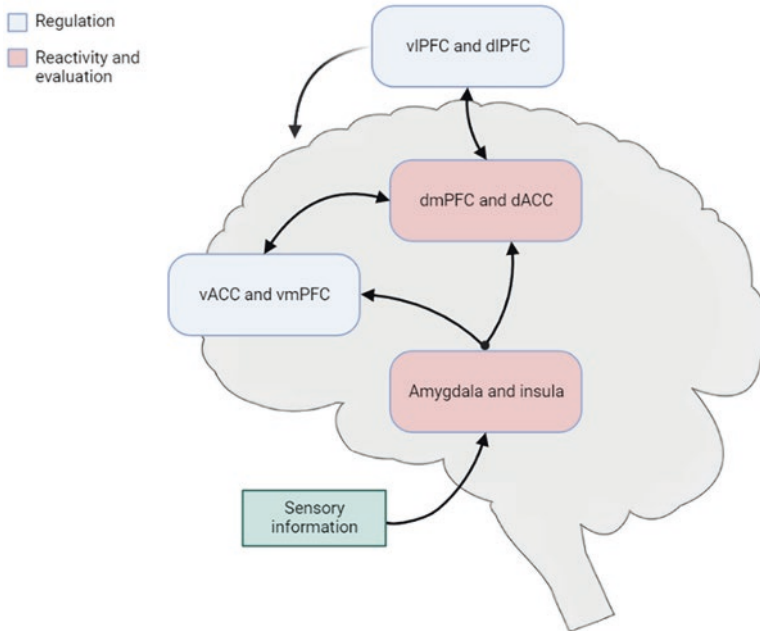 Regulation
Reactivity and
evaluation
vlPFC and dlPFC
dmPFC and dACC
vACC and vmPFC
Amygdala and insula
Sensory
information